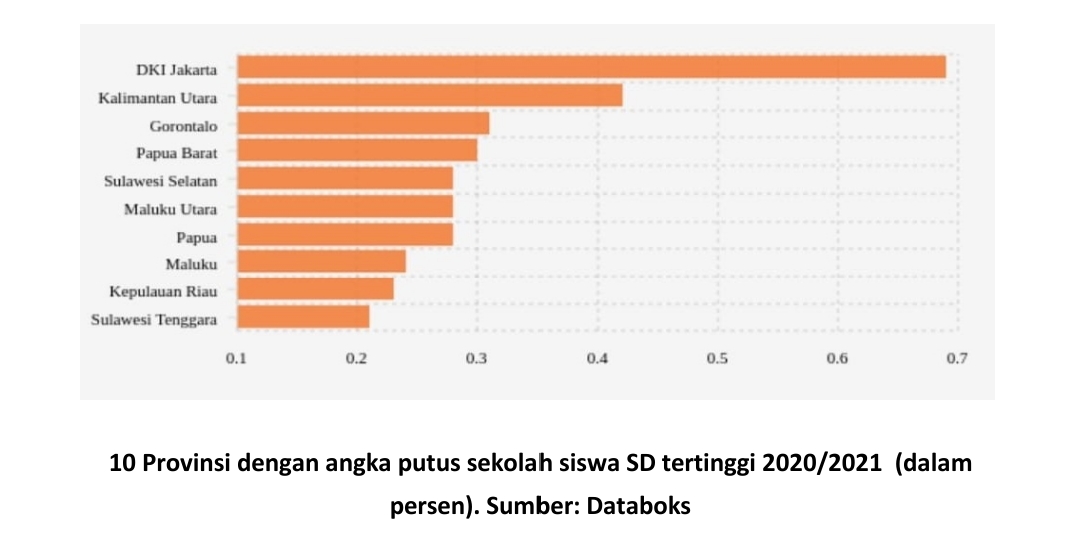 DKI Jakarta
Kalimantan Utara
Gorontalo
Papua Barat
Sulawesi Selatan
Maluku Utara
Papua
Maluku
Kepulauan Riau
Sulawesi Tenggara
0.1 0.2 0.3 0.4 0.5 0.6 0.7
10 Provinsi dengan angka putus sekolah siswa SD tertinggi 2020/2021 (dalam
persen). Sumber: Databoks